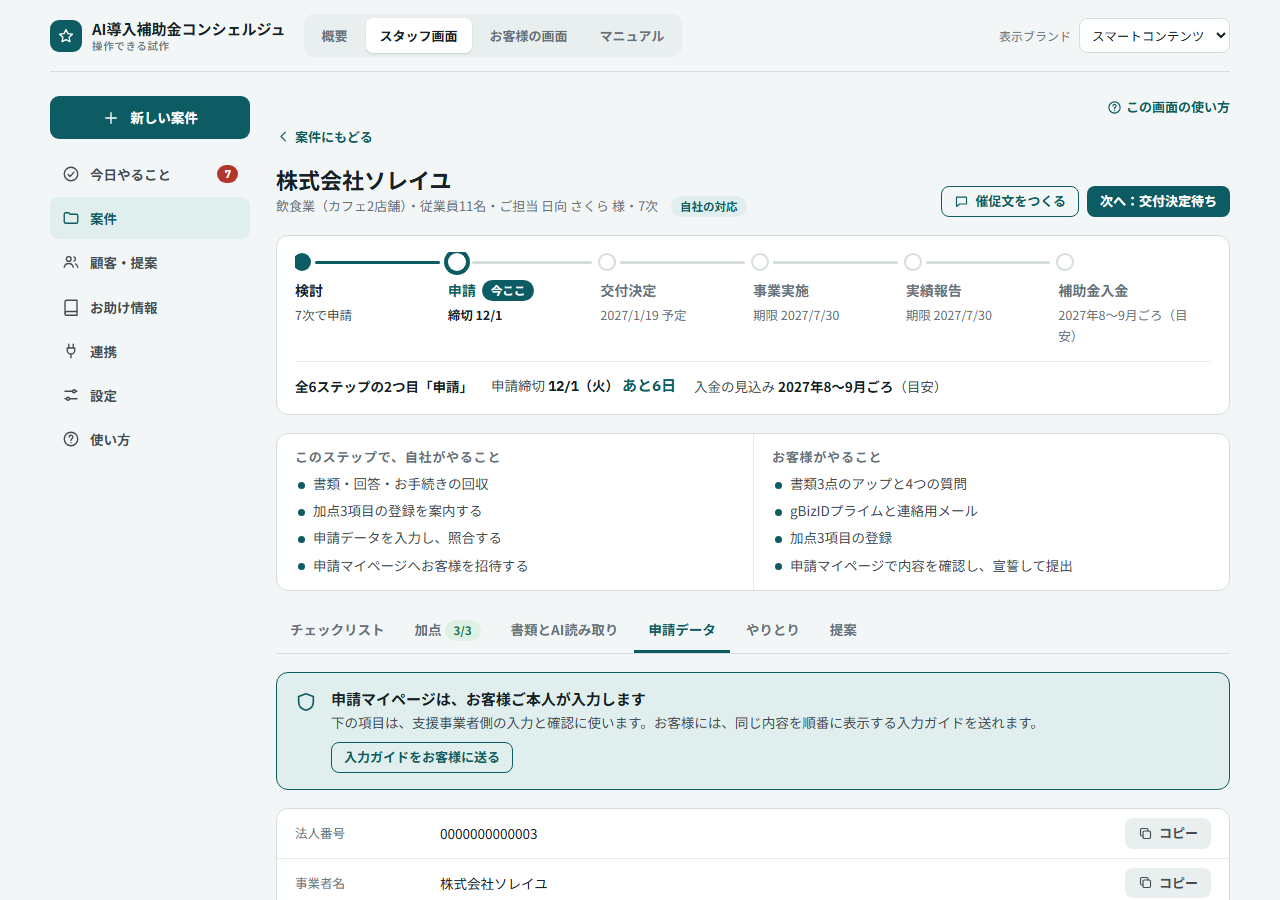 AI導入補助金コンシェルジュ
操作できる試作
概要
スタッフ画面
お客様の画面
マニュアル
表示ブランド
スマートコンテンツ
新しい案件
今日やること
7
案件
顧客・提案
お助け情報
連携
設定
使い方
この画面の使い方
案件にもどる
株式会社ソレイユ
飲食業（カフェ2店舗）・従業員11名・ご担当 日向 さくら 様・7次
自社の対応
催促文をつくる
次へ：交付決定待ち
検討
7次で申請
申請 今ここ
締切 12/1
交付決定
2027/1/19 予定
事業実施
期限 2027/7/30
実績報告
期限 2027/7/30
補助金入金
2027年8〜9月ごろ（目
安）
全6ステップの2つ目「申請」
申請締切 12/1（火） あと6日
入金の見込み 2027年8〜9月ごろ（目安）
このステップで、自社がやること
書類・回答・お手続きの回収
加点3項目の登録を案内する
申請データを入力し、照合する
申請マイページへお客様を招待する
お客様がやること
書類3点のアップと4つの質問
gBizIDプライムと連絡用メール
加点3項目の登録
申請マイページで内容を確認し、宣誓して提出
チェックリスト
加点 3/3
書類とAI読み取り
申請データ
やりとり
提案
申請マイページは、お客様ご本人が入力します
下の項目は、支援事業者側の入力と確認に使います。お客様には、同じ内容を順番に表示する入力ガイドを送れます。
入力ガイドをお客様に送る
法人番号
0000000000003
コピー
事業者名
株式会社ソレイユ
コピー